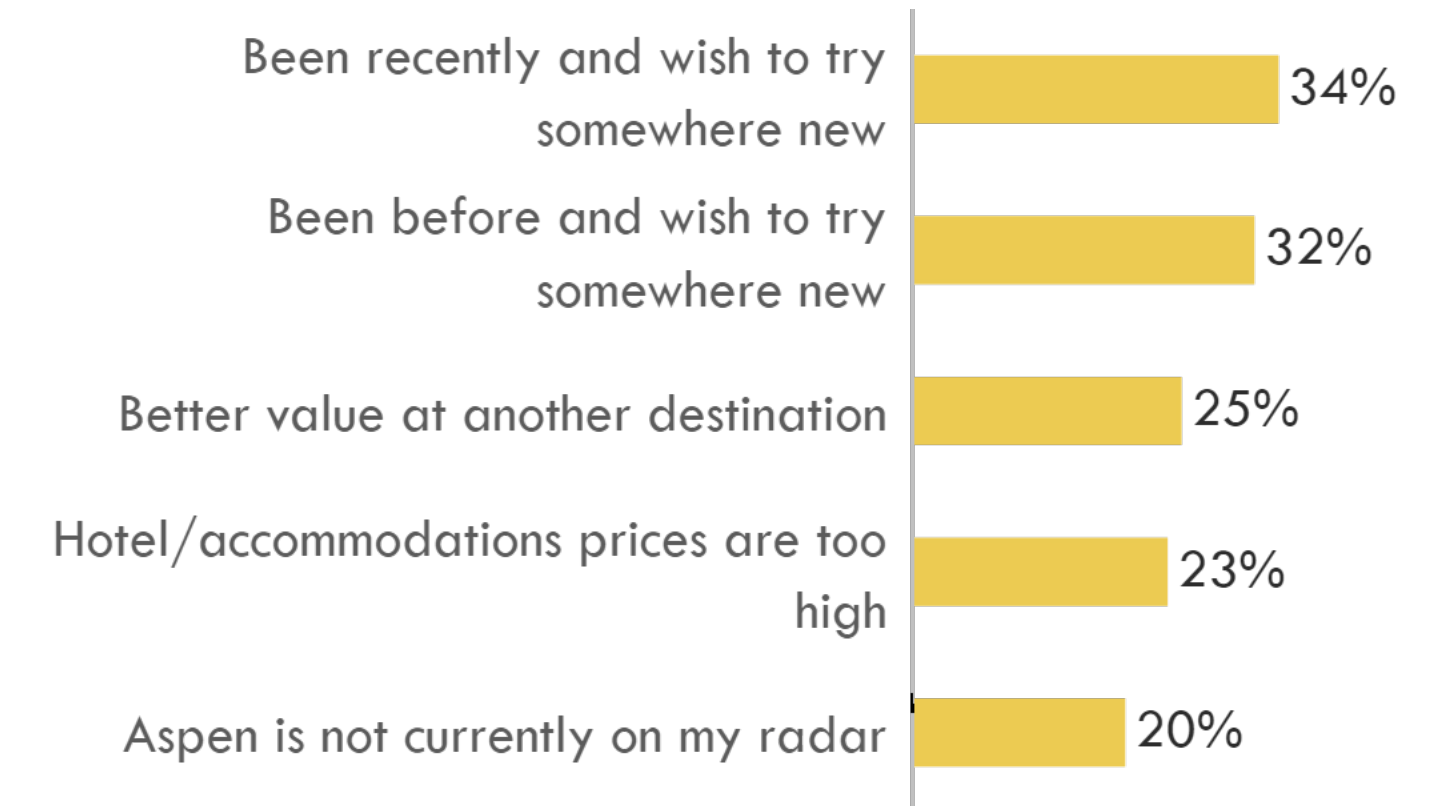 Been recently and wish to try
somewhere new
34%
Been before and wish to try
somewhere new
32%
Better value at another destination
25%
Hotel/accommodations prices are too
high
23%
Aspen is not currently on my radar
20%